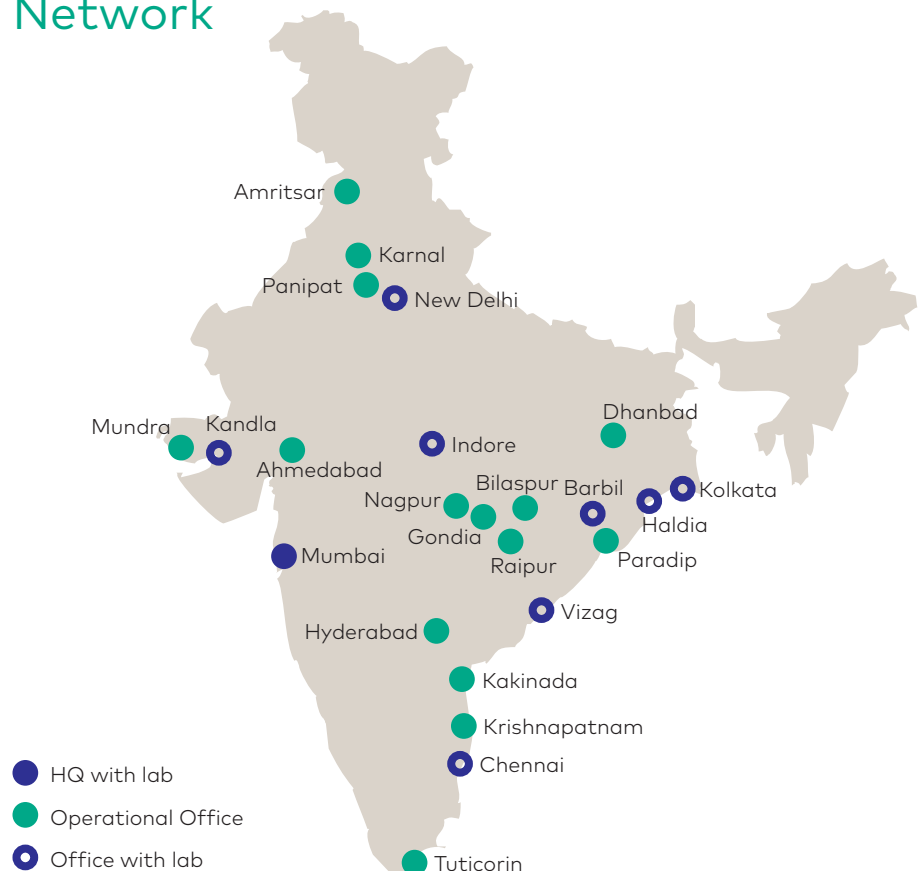 Network
Amritsar
Karnal
Panipat
New Delhi
Dhanbad
Mundra
Kandla
Indore
Ahmedabad
Bilaspur
Barbil
Nagpur
Kolkata
Haldia
Gondia
Raipur
Paradip
Mumbai
Vizag
Hyderabad
Kakinada
Krishnapatnam
Chennai
HQ with lab
Operational Office
Office with lab
Tuticorin